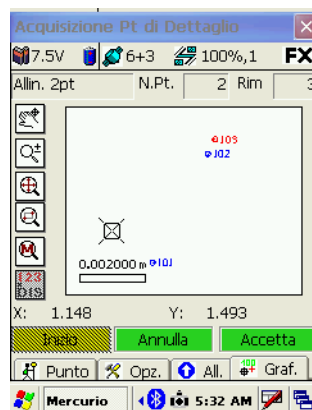 Acquisizione Pt di Dettaglio
7.5V 6+3 100%,1 FX
Allin. 2pt N.Pt. 2 Rim 3
103
102
0.002000 m 101
123
DIS
X: 1.148 Y: 1.493
Inizio Annulla Accetta
Punto Opz. All. Graf.
Mercurio 5:32 AM